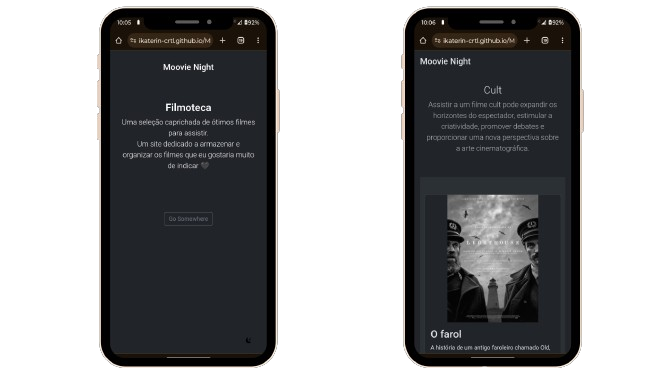 10:05
92%
ikaterin-crtl.github.io/M
Moovie Night
Filmoteca
Uma seleção caprichada de ótimos filmes
para assistir.
Um site dedicado a armazenar e
organizar os filmes que eu gostaria muito
de indicar 🖤
Go Somewhere
10:06
92%
ikaterin-crtl.github.io/M
Moovie Night
Cult
Assistir a um filme cult pode expandir os
horizontes do espectador, estimular a
criatividade, promover debates e
proporcionar uma nova perspectiva sobre
a arte cinematográfica.
LIGHTHOUSE
O farol
A história de um antigo faroleiro chamado Old,